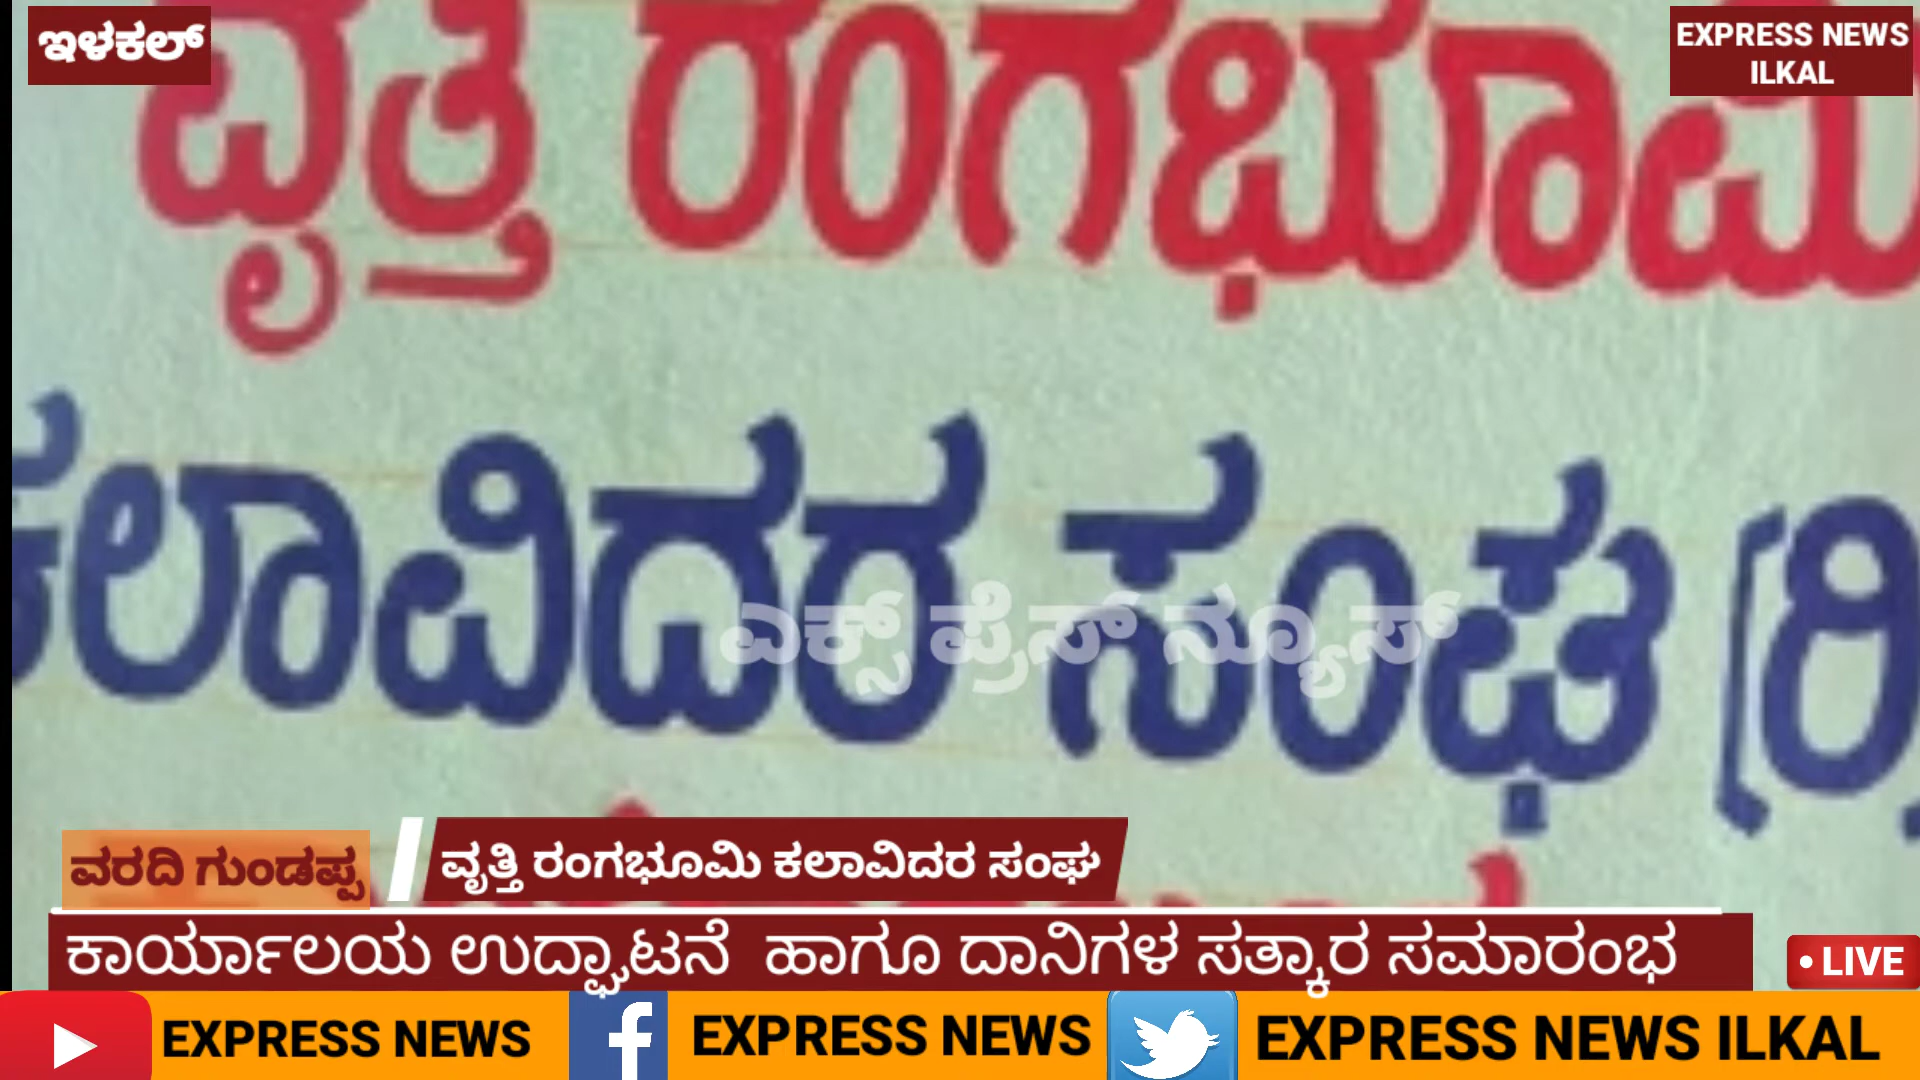 ಇಳಕಲ್
EXPRESS NEWS
ILKAL
ವೃತ್ತಿ ರಂಗಭೂಮಿ
ಕಲಾವಿದರ ಸಂಘ (ರಿ)
ಎಕ್ಸ್ ಪ್ರೆಸ್ ನ್ಯೂಸ್
ವರದಿ ಗುಂಡಪ್ಪ
ವೃತ್ತಿ ರಂಗಭೂಮಿ ಕಲಾವಿದರ ಸಂಘ
ಕಾರ್ಯಾಲಯ ಉದ್ಘಾಟನೆ ಹಾಗೂ ದಾನಿಗಳ ಸತ್ಕಾರ ಸಮಾರಂಭ
• LIVE
EXPRESS NEWS
EXPRESS NEWS
EXPRESS NEWS ILKAL